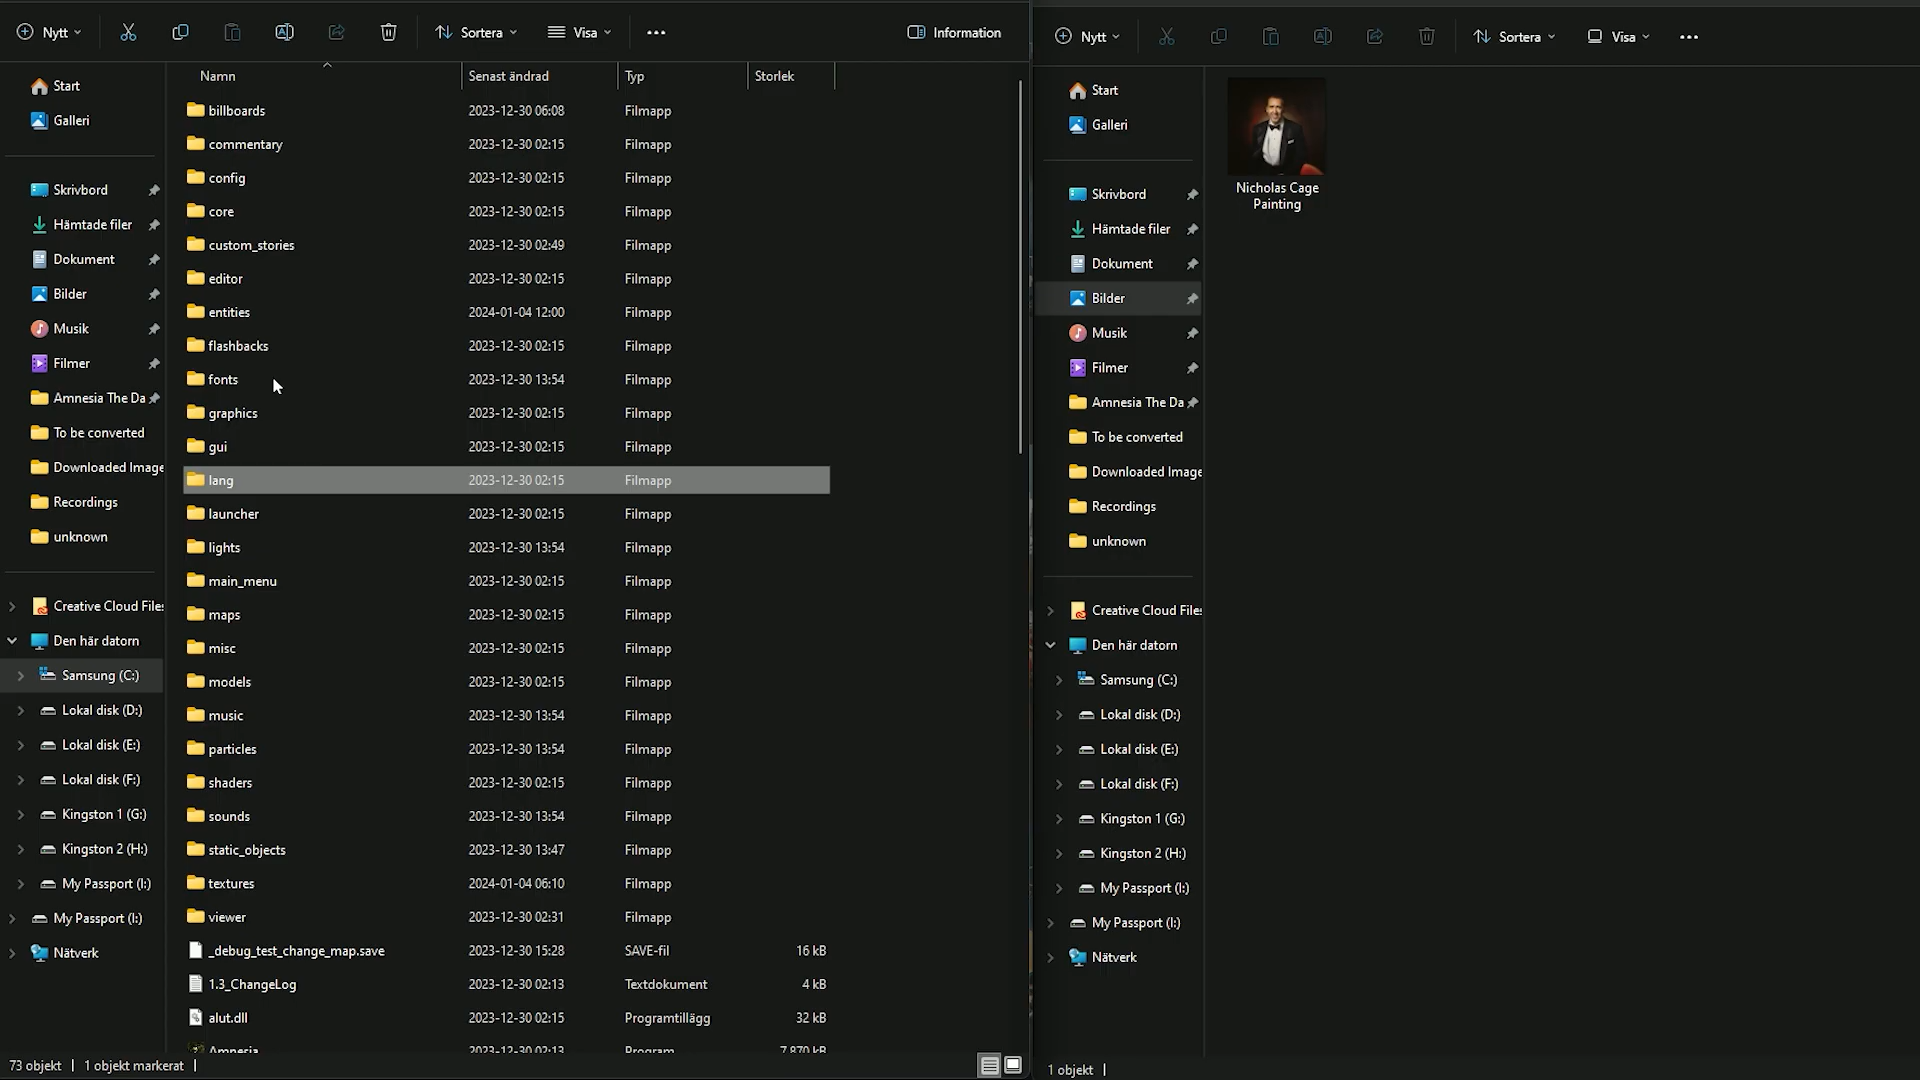 Nytt
Sortera
Visa
Information
Start
Galleri
Skrivbord
Hämtade filer
Dokument
Bilder
Musik
Filmer
Amnesia The Da
To be converted
Downloaded Image
Recordings
unknown
Creative Cloud Files
Den här datorn
Samsung (C:)
Lokal disk (D:)
Lokal disk (E:)
Lokal disk (F:)
Kingston 1 (G:)
Kingston 2 (H:)
My Passport (I:)
My Passport (I:)
Nätverk
Namn Senast ändrad Typ Storlek
billboards 2023-12-30 06:08 Filmapp
commentary 2023-12-30 02:15 Filmapp
config 2023-12-30 02:15 Filmapp
core 2023-12-30 02:15 Filmapp
custom_stories 2023-12-30 02:49 Filmapp
editor 2023-12-30 02:15 Filmapp
entities 2024-01-04 12:00 Filmapp
flashbacks 2023-12-30 02:15 Filmapp
fonts 2023-12-30 13:54 Filmapp
graphics 2023-12-30 02:15 Filmapp
gui 2023-12-30 02:15 Filmapp
lang 2023-12-30 02:15 Filmapp
launcher 2023-12-30 02:15 Filmapp
lights 2023-12-30 13:54 Filmapp
main_menu 2023-12-30 02:15 Filmapp
maps 2023-12-30 02:15 Filmapp
misc 2023-12-30 02:15 Filmapp
models 2023-12-30 02:15 Filmapp
music 2023-12-30 13:54 Filmapp
particles 2023-12-30 13:54 Filmapp
shaders 2023-12-30 02:15 Filmapp
sounds 2023-12-30 13:54 Filmapp
static_objects 2023-12-30 13:47 Filmapp
textures 2024-01-04 06:10 Filmapp
viewer 2023-12-30 02:31 Filmapp
_debug_test_change_map.save 2023-12-30 15:28 SAVE-fil 16 kB
1.3_ChangeLog 2023-12-30 02:13 Textdokument 4 kB
alut.dll 2023-12-30 02:15 Programtillägg 32 kB
Amnesia 2023-12-30 02:13 Program 7 870 kB
73 objekt 1 objekt markerat
Nytt
Sortera
Visa
Start
Galleri
Skrivbord
Hämtade filer
Dokument
Bilder
Musik
Filmer
Amnesia The Da
To be converted
Downloaded Image
Recordings
unknown
Creative Cloud Files
Den här datorn
Samsung (C:)
Lokal disk (D:)
Lokal disk (E:)
Lokal disk (F:)
Kingston 1 (G:)
Kingston 2 (H:)
My Passport (I:)
My Passport (I:)
Nätverk
Nicholas Cage
Painting
1 objekt